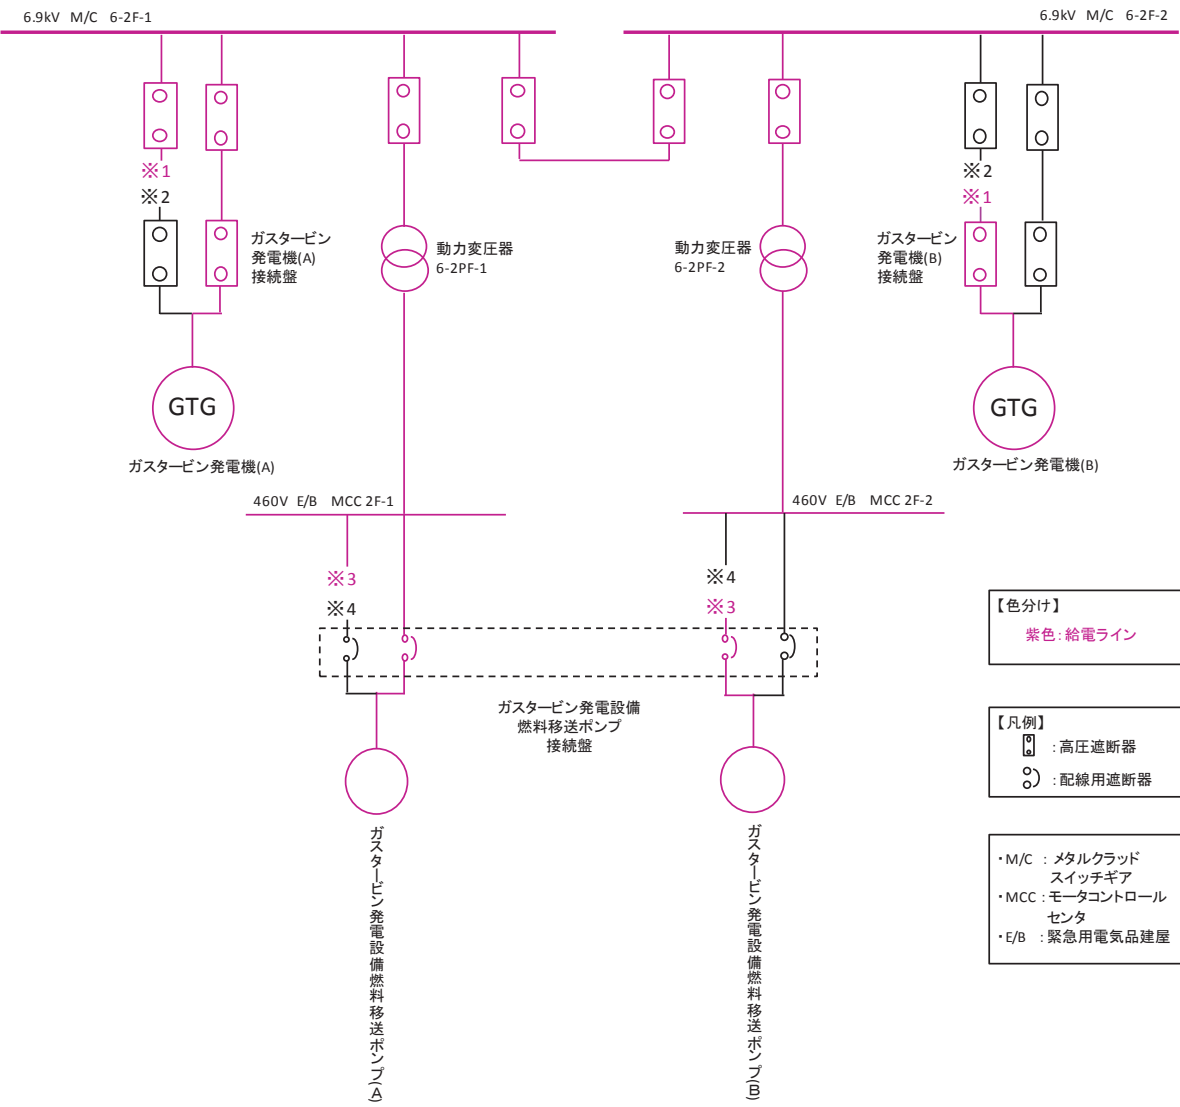 6.9kV M/C 6-2F-1
6.9kV M/C 6-2F-2
※1
※2
※2
※1
ガスタービン
発電機(A)
接続盤
動力変圧器
6-2PF-1
動力変圧器
6-2PF-2
ガスタービン
発電機(B)
接続盤
GTG
GTG
ガスタービン発電機(A)
ガスタービン発電機(B)
460V E/B MCC 2F-1
460V E/B MCC 2F-2
※3
※4
※4
※3
ガスタービン発電設備
燃料移送ポンプ
接続盤
ガスタービン発電設備燃料移送ポンプ(A)
ガスタービン発電設備燃料移送ポンプ(B)
【色分け】
紫色:給電ライン
【凡例】
:高圧遮断器
:配線用遮断器
・M/C : メタルクラッド
スイッチギア
・MCC :モータコントロール
センタ
・E/B :緊急用電気品建屋